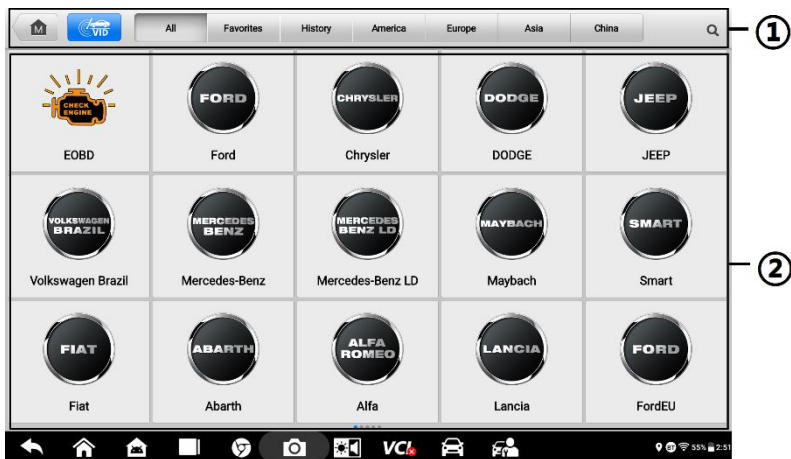 M VID All Favorites History America Europe Asia China
①
CHECK ENGINE FORD CHRYSLER DODGE JEEP
EOBD Ford Chrysler DODGE JEEP
VOLKSWAGEN BRAZIL MERCEDES BENZ MERCEDES BENZ LD MAYBACH SMART
②
Volkswagen Brazil Mercedes-Benz Mercedes-Benz LD Maybach Smart
FIAT ABARTH ALFA ROMEO LANCIA FORD
Fiat Abarth Alfa Lancia FordEU
VCI 55% 2:51